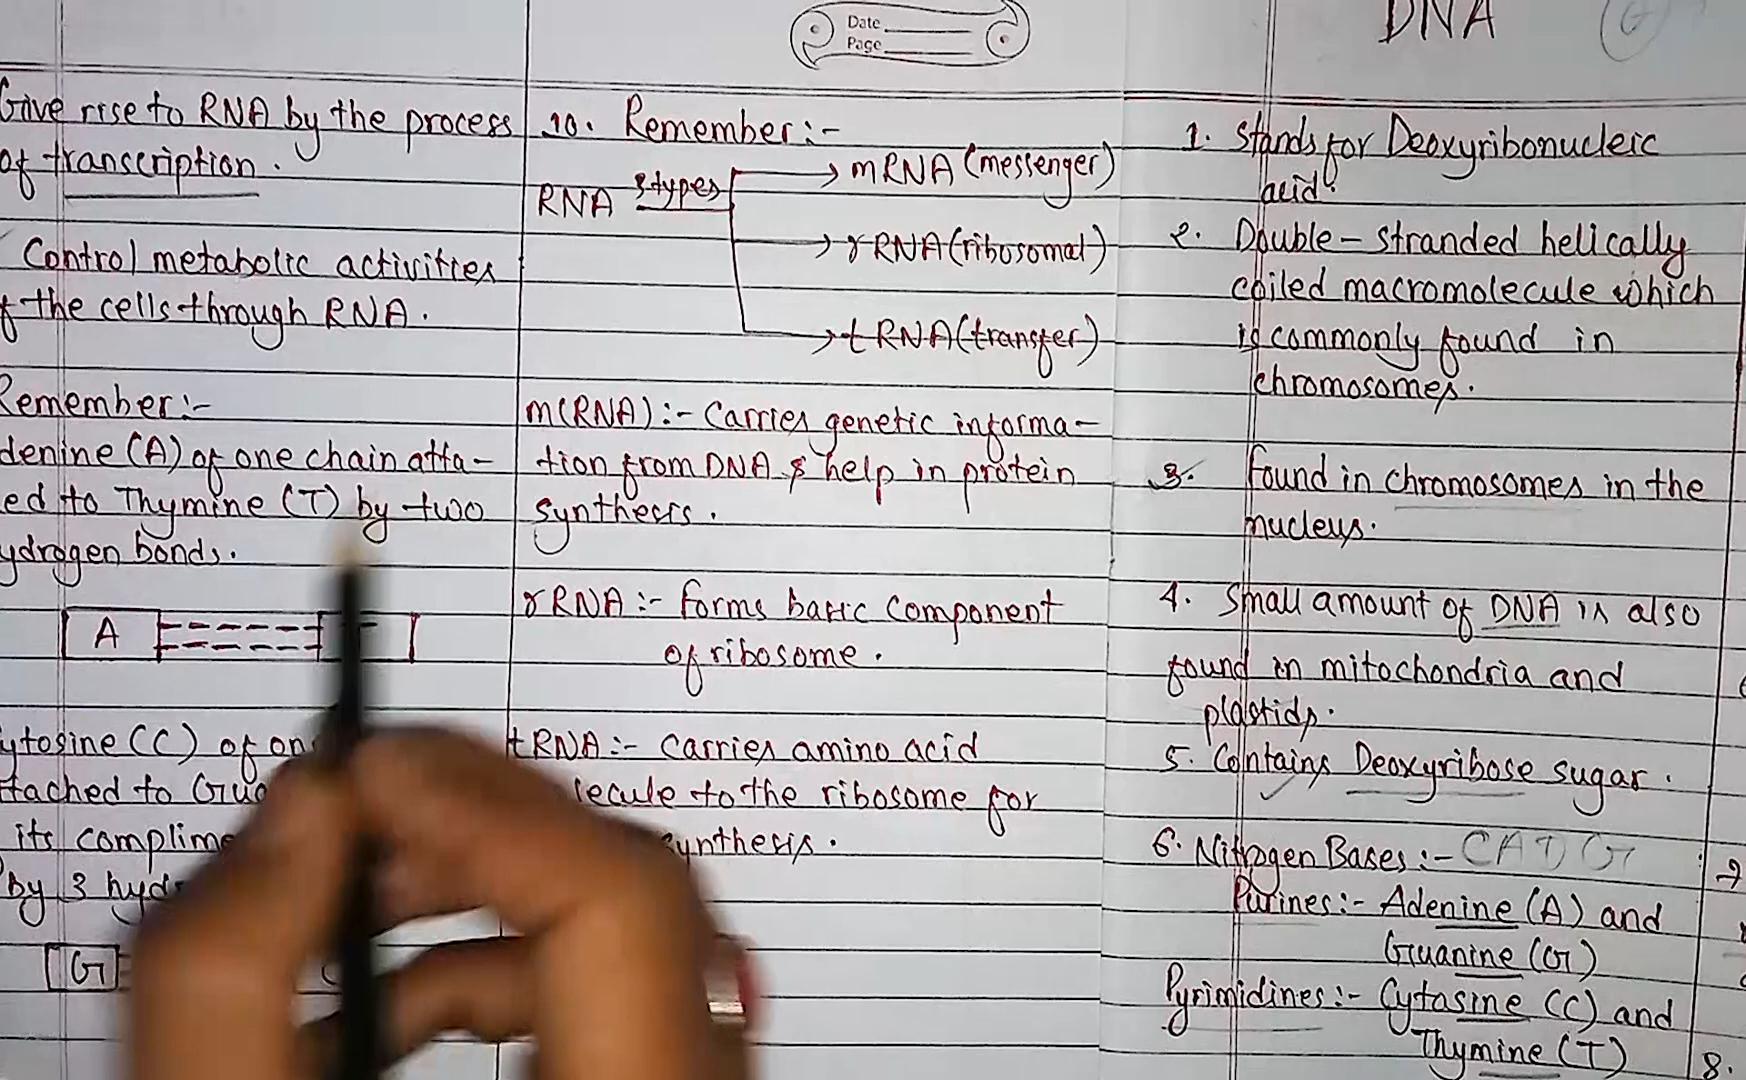 Date
Page
DNA
Give rise to RNA by the process
of transcription.
Control metabolic activities
the cells through RNA.
Remember:-
denine (A) of one chain atta-
ed to Thymine (T) by two
ydrogen bonds.
A
ytosine (C) of on
tached to Gua
its complime
by 3 hyd
G
10. Remember:-
RNA 3types
mRNA (messenger)
rRNA (ribosomal)
tRNA (transfer)
m(RNA):- Carries genetic informa-
tion from DNA & help in protein
synthesis.
rRNA:- forms basic component
of ribosome.
tRNA:- carries amino acid
lecule to the ribosome for
ynthesis.
1. Stands for Deoxyribonucleic
acid.
2. Double-stranded helically
coiled macromolecule which
is commonly found in
chromosomes.
3. found in chromosomes in the
nucleus.
4. Small amount of DNA is also
found in mitochondria and
plastids.
5. Contains Deoxyribose sugar.
6. Nitrogen Bases:- CATG
Purines:- Adenine (A) and
Guanine (G)
Pyrimidines:- Cytosine (C) and
Thymine (T)
8.